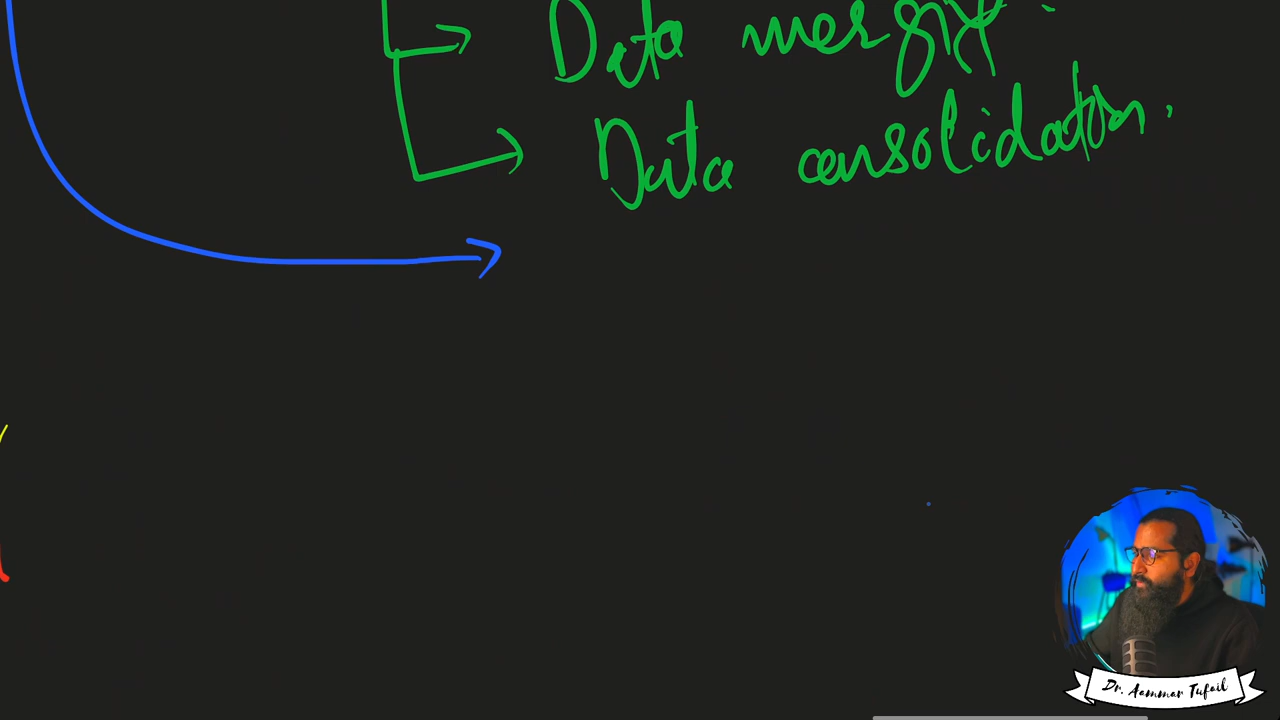 Data merging.
Data consolidation.
Dr. Aammar Tufail